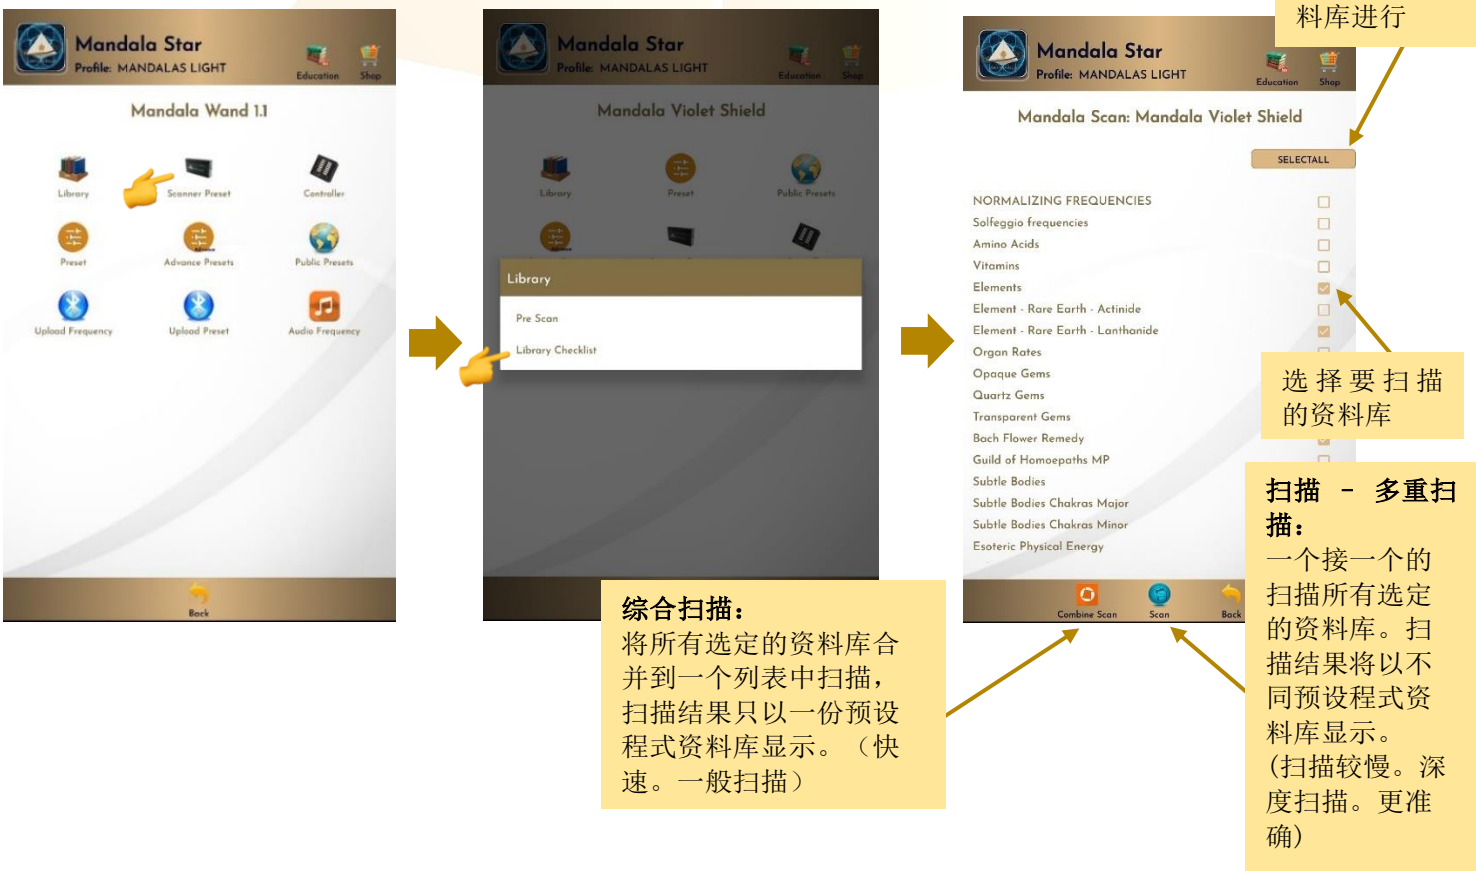 Mandala Star
Profile: MANDALAS LIGHT
Education
Shop
Mandala Wand 1.1
Library
Scanner Preset
Controller
Preset
Advance Presets
Public Presets
Upload Frequency
Upload Preset
Audio Frequency
Back
Mandala Star
Profile: MANDALAS LIGHT
Education
Shop
Mandala Violet Shield
Library
Preset
Public Presets
Library
Pre Scan
Library Checklist
综合扫描：
将所有选定的资料库合
并到一个列表中扫描，
扫描结果只以一份预设
程式资料库显示。（快
速。一般扫描）
料库进行
Mandala Star
Profile: MANDALAS LIGHT
Education
Shop
Mandala Scan: Mandala Violet Shield
SELECTALL
NORMALIZING FREQUENCIES
Solfeggio frequencies
Amino Acids
Vitamins
Elements
Element - Rare Earth - Actinide
Element - Rare Earth - Lanthanide
Organ Rates
Opaque Gems
Quartz Gems
Transparent Gems
Bach Flower Remedy
Guild of Homoepaths MP
Subtle Bodies
Subtle Bodies Chakras Major
Subtle Bodies Chakras Minor
Esoteric Physical Energy
Combine Scan
Scan
Back
选择要扫描
的资料库
扫描 - 多重扫
描：
一个接一个的
扫描所有选定
的资料库。扫
描结果将以不
同预设程式资
料库显示。
(扫描较慢。深
度扫描。更准
确)